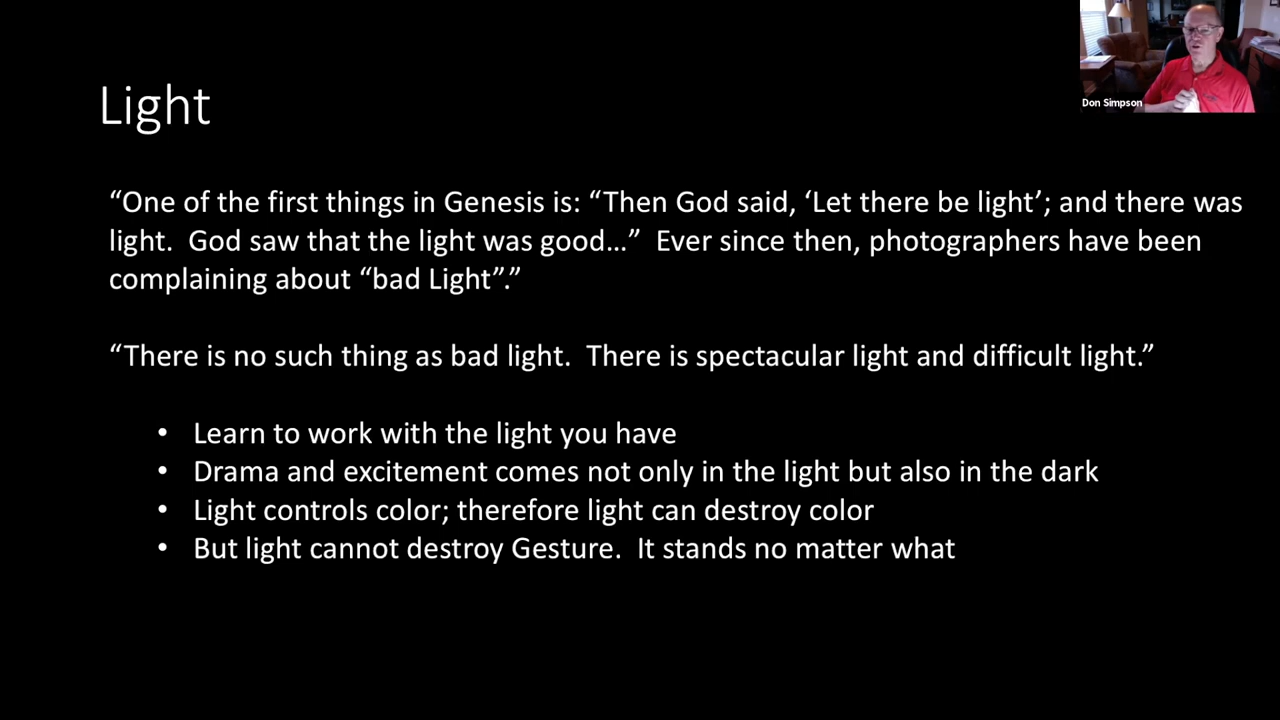 Don Simpson
Light
“One of the first things in Genesis is: “Then God said, ‘Let there be light’; and there was
light.  God saw that the light was good…”  Ever since then, photographers have been
complaining about “bad Light”.”
“There is no such thing as bad light.  There is spectacular light and difficult light.”
• Learn to work with the light you have
• Drama and excitement comes not only in the light but also in the dark
• Light controls color; therefore light can destroy color
• But light cannot destroy Gesture.  It stands no matter what